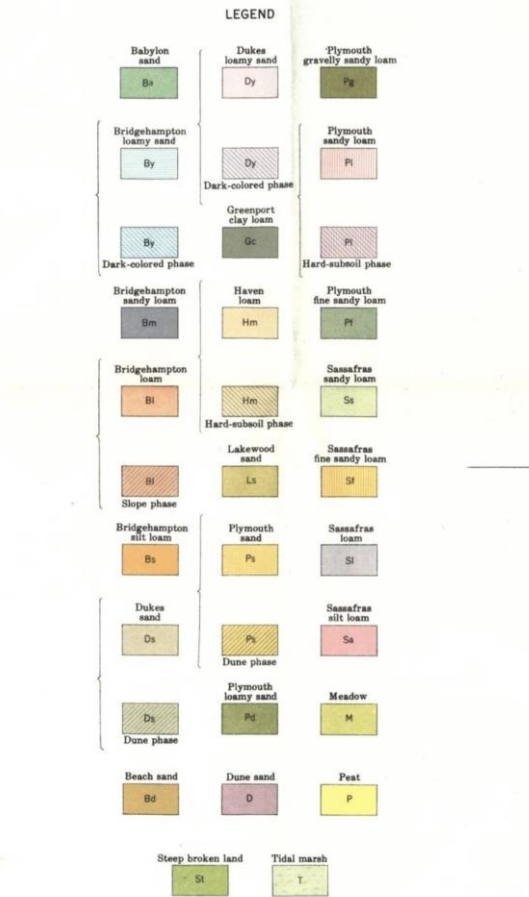 LEGEND
Babylon
sand
Ba
Bridgehampton
loamy sand
By
By
Dark-colored phase
Bridgehampton
sandy loam
Bm
Bridgehampton
loam
Bl
Bl
Slope phase
Bridgehampton
silt loam
Bs
Dukes
sand
Ds
Ds
Dune phase
Beach sand
Bd
Dukes
loamy sand
Dy
Dy
Dark-colored phase
Greenport
clay loam
Gc
Haven
loam
Hm
Hm
Hard-subsoil phase
Lakewood
sand
Ls
Plymouth
sand
Ps
Ps
Dune phase
Plymouth
loamy sand
Pd
Dune sand
D
Plymouth
gravelly sandy loam
Pg
Plymouth
sandy loam
Pl
Pl
Hard-subsoil phase
Plymouth
fine sandy loam
Pf
Sassafras
sandy loam
Ss
Sassafras
fine sandy loam
Sf
Sassafras
loam
Sl
Sassafras
silt loam
Sa
Meadow
M
Peat
P
Steep broken land
St
Tidal marsh
T